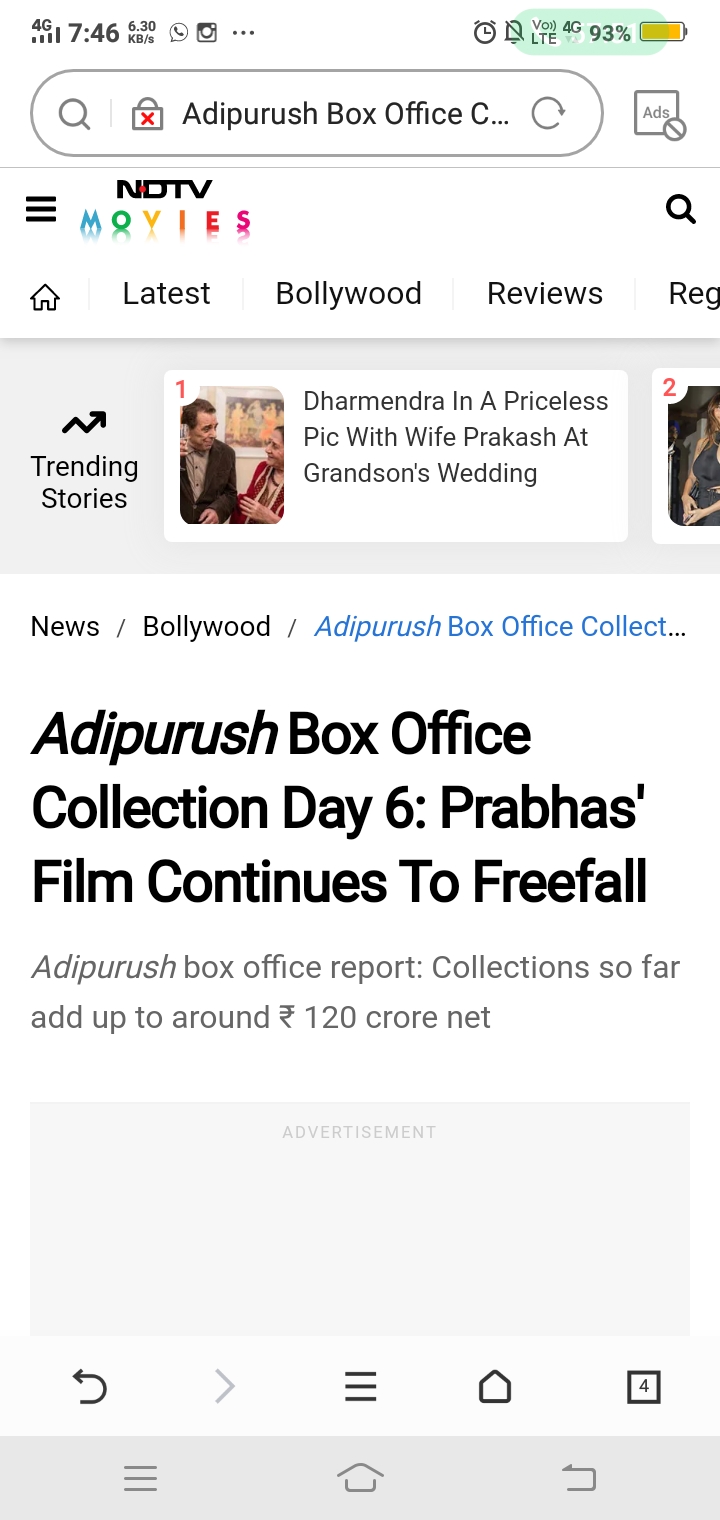 4G 7:46 6.30 KB/s ... Vo)) LTE 4G 93%
Adipurush Box Office C... Ads
NDTV
MOVIES
Latest Bollywood Reviews Reg
1 Dharmendra In A Priceless 2
Pic With Wife Prakash At
Grandson's Wedding
Trending
Stories
News / Bollywood / Adipurush Box Office Collect...
Adipurush Box Office
Collection Day 6: Prabhas'
Film Continues To Freefall
Adipurush box office report: Collections so far
add up to around ₹ 120 crore net
ADVERTISEMENT
4